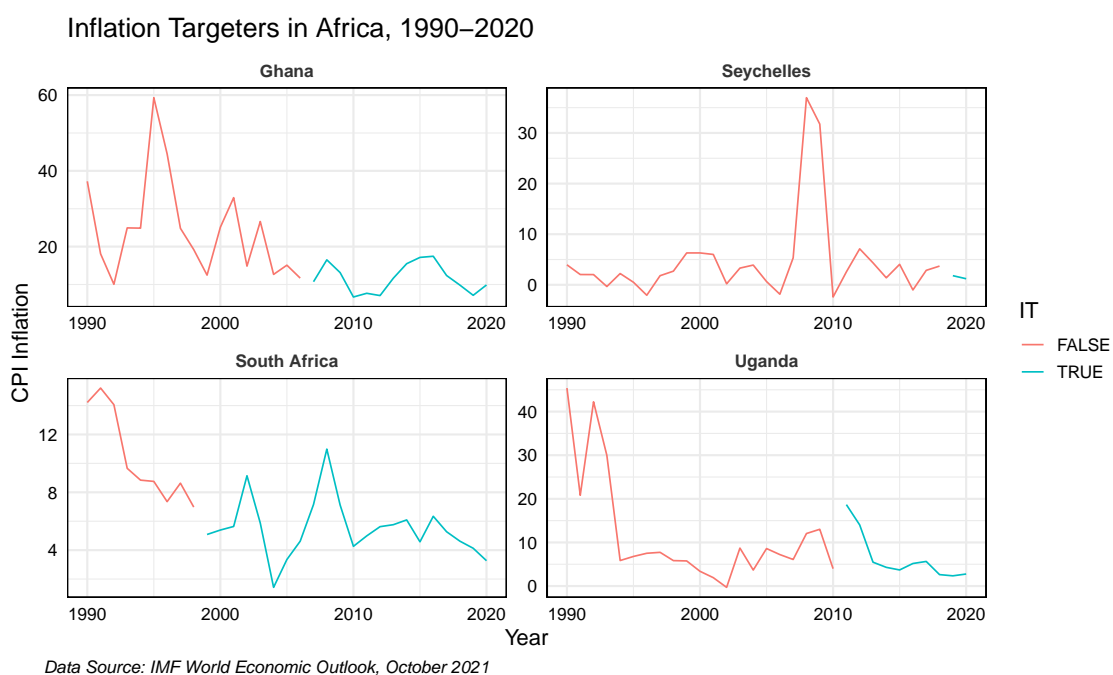 Inflation Targeters in Africa, 1990−2020
Ghana
Seychelles
60
40
20
30
20
10
0
1990 2000 2010 2020
1990 2000 2010 2020
CPI Inflation
South Africa
Uganda
12
8
4
40
30
20
10
0
1990 2000 2010 2020
1990 2000 2010 2020
Year
IT
FALSE
TRUE
Data Source: IMF World Economic Outlook, October 2021